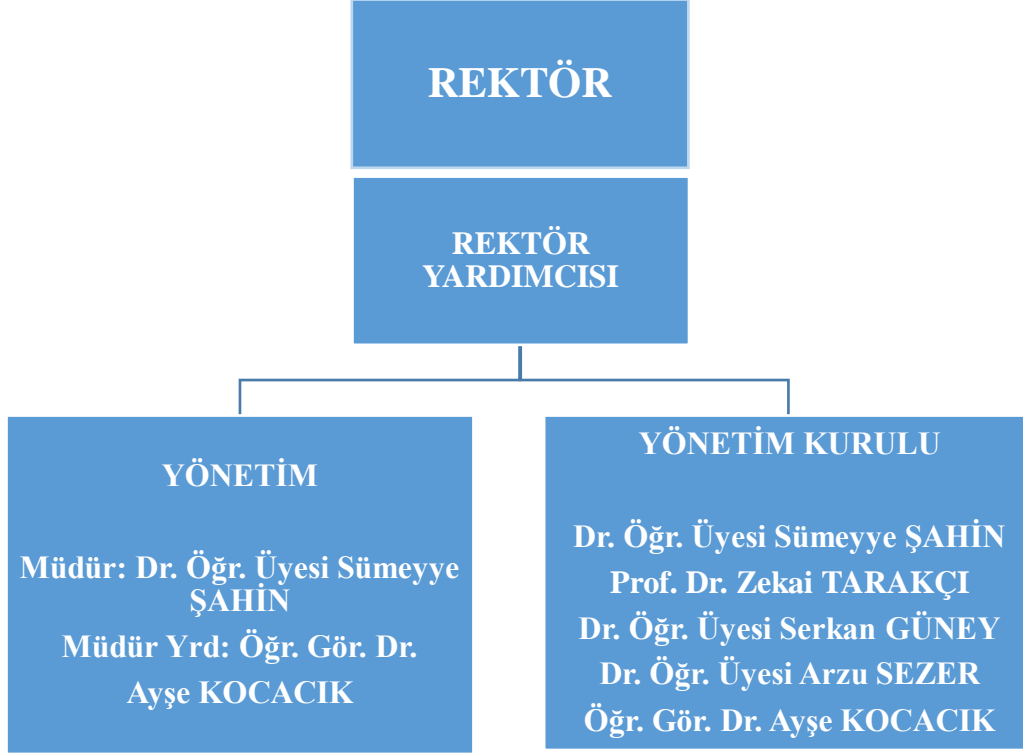 REKTÖR
REKTÖR
YARDIMCISI
YÖNETİM
Müdür: Dr. Öğr. Üyesi Sümeyye
ŞAHİN
Müdür Yrd: Öğr. Gör. Dr.
Ayşe KOCACIK
YÖNETİM KURULU
Dr. Öğr. Üyesi Sümeyye ŞAHİN
Prof. Dr. Zekai TARAKÇI
Dr. Öğr. Üyesi Serkan GÜNEY
Dr. Öğr. Üyesi Arzu SEZER
Öğr. Gör. Dr. Ayşe KOCACIK